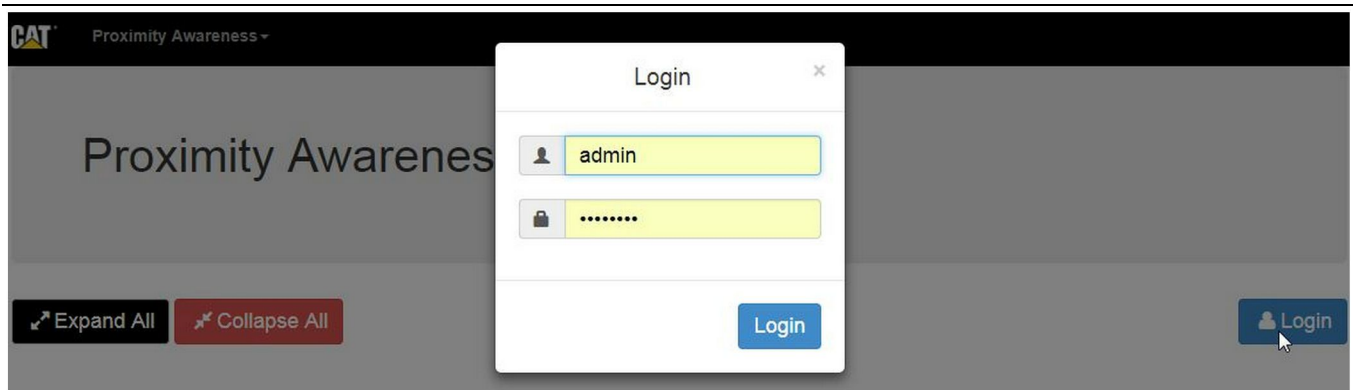 CAT
Proximity Awareness
Login
×
Proximity Awarenes
admin
••••••••
Expand All
Collapse All
Login
Login